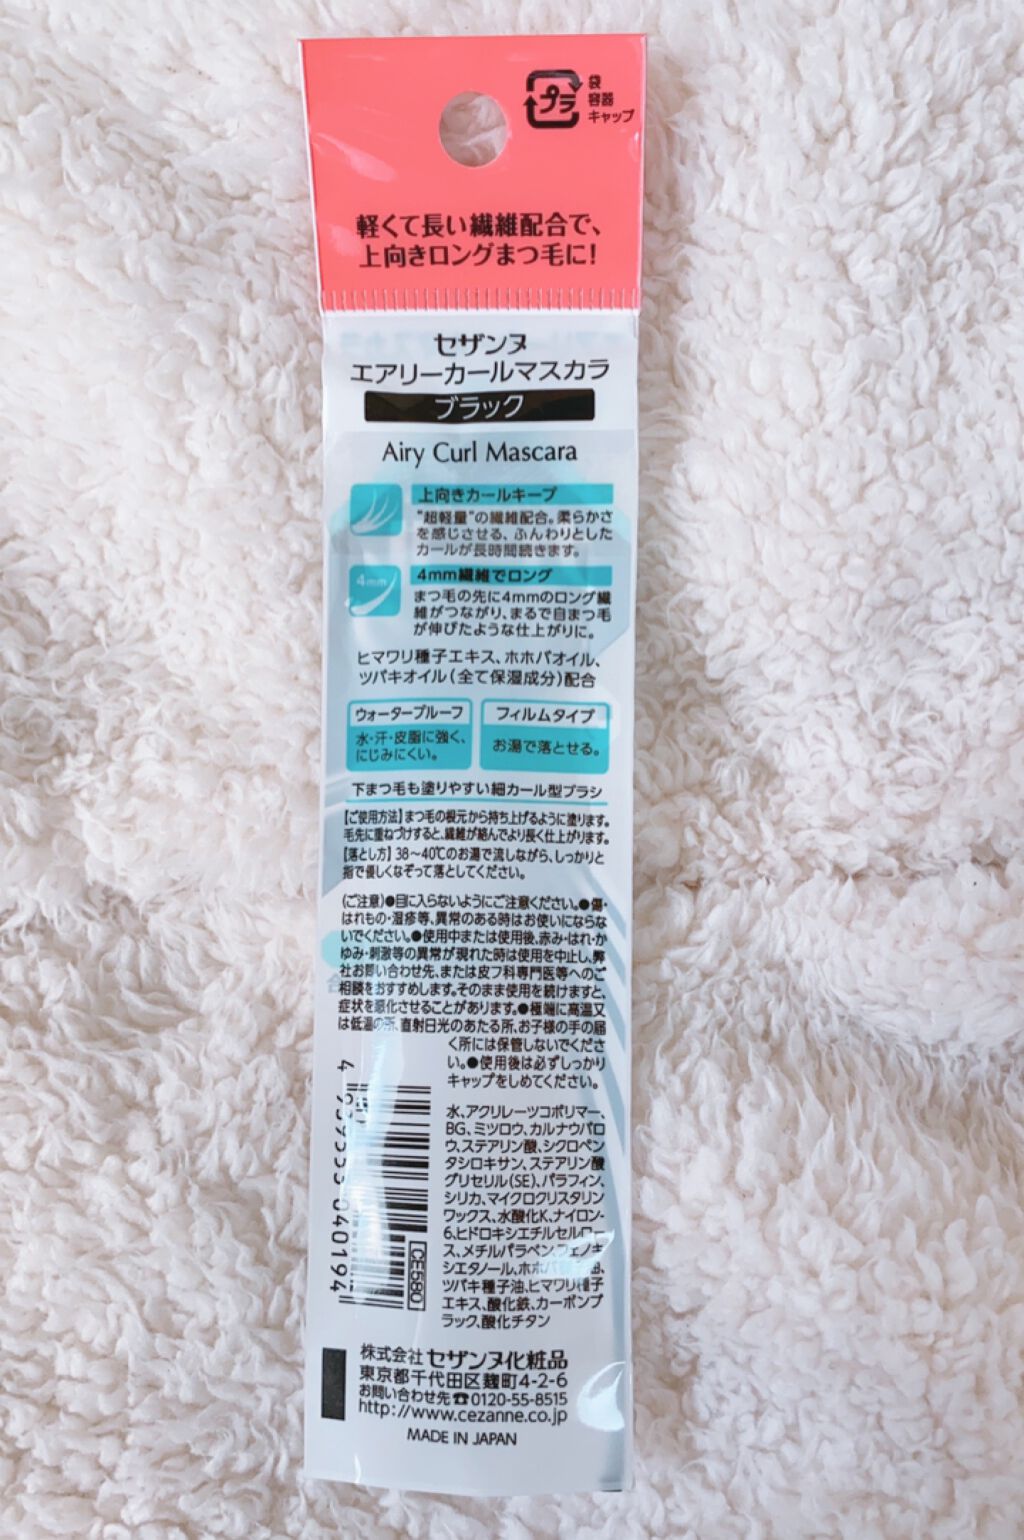 プラ
袋
容器
キャップ
軽くて長い繊維配合で、
上向きロングまつ毛に!
セザンヌ
エアリーカールマスカラ
ブラック
Airy Curl Mascara
上向きカールキープ
"超軽量"の繊維配合。柔らかさ
を感じさせる、ふんわりとした
カールが長時間続きます。
4mm
4mm繊維でロング
まつ毛の先に4mmのロング繊
維がつながり、まるで自まつ毛
が伸びたような仕上がりに。
ヒマワリ種子エキス、ホホバオイル、
ツバキオイル(全て保湿成分)配合
ウォータープルーフ
水・汗・皮脂に強く、
にじみにくい。
フィルムタイプ
お湯で落とせる。
下まつ毛も塗りやすい細カール型ブラシ
【ご使用方法】まつ毛の根元から持ち上げるように塗ります。
毛先に重ねづけすると、繊維が絡んでより長く仕上がります。
【落とし方】38〜40℃のお湯で流しながら、しっかりと
指で優しくなぞって落としてください。
(ご注意)●目に入らないようにご注意ください。●傷・
はれもの・湿疹等、異常のある時はお使いにならな
いでください。●使用中または使用後、赤み・はれ・か
ゆみ・刺激等の異常が現れた時は使用を中止し、弊
社お問い合わせ先、または皮フ科専門医等へのご
相談をおすすめします。そのまま使用を続けますと、
症状を悪化させることがあります。●極端に高温又
は低温の所、直射日光のあたる所、お子様の手の届
く所には保管しないでくださ
い。●使用後は必ずしっかり
キャップをしめてください。
水、アクリレーツコポリマー、
BG、ミツロウ、カルナウバロ
ウ、ステアリン酸、シクロペン
タシロキサン、ステアリン酸
グリセリル(SE)、パラフィン、
シリカ、マイクロクリスタリン
ワックス、水酸化K、ナイロン-
6、ヒドロキシエチルセルロー
ス、メチルパラベン、フェノキ
シエタノール、ホホバ種子油、
ツバキ種子油、ヒマワリ種子
エキス、酸化鉄、カーボンブ
ラック、酸化チタン
040194
CE580
株式会社 セザンヌ化粧品
東京都千代田区麹町4-2-6
お問い合わせ先☎0120-55-8515
http://www.cezanne.co.jp
MADE IN JAPAN